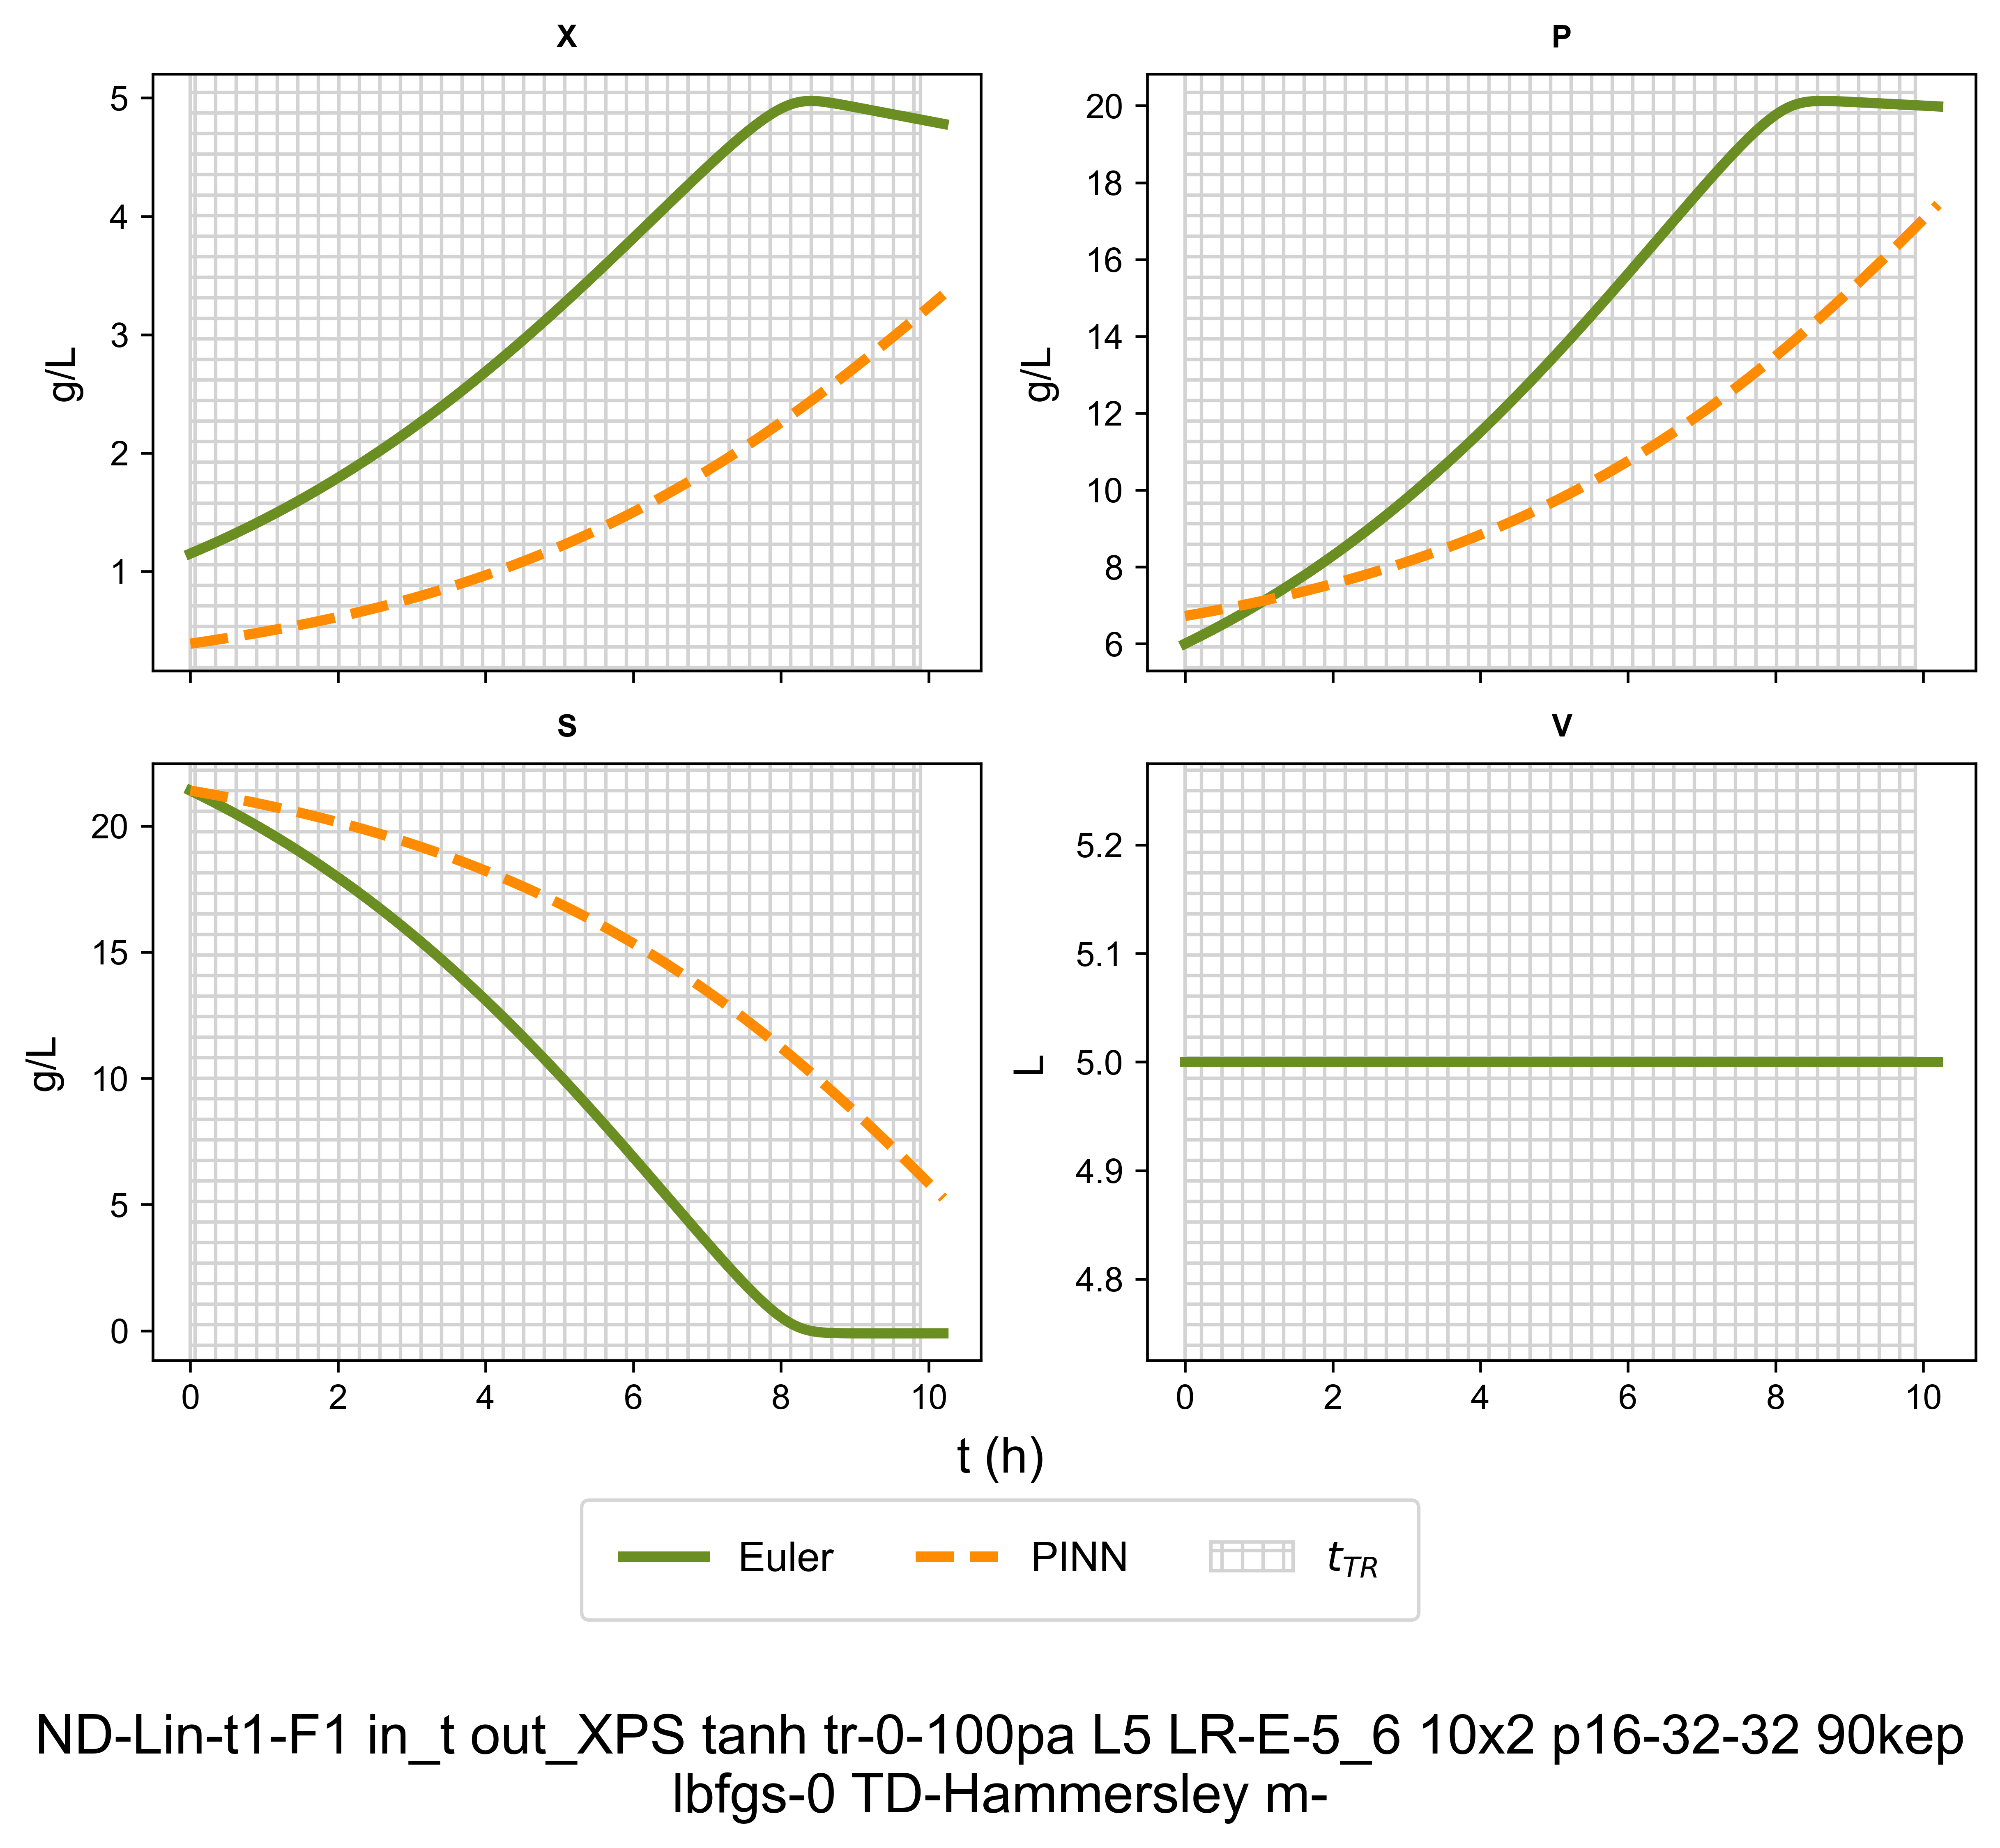 X
P
5
4
3
2
1
g/L
20
18
16
14
12
10
8
6
g/L
S
V
20
15
10
5
0
g/L
0 2 4 6 8 10
5.2
5.1
5.0
4.9
4.8
L
0 2 4 6 8 10
t (h)
Euler PINN t_TR
ND-Lin-t1-F1 in_t out_XPS tanh tr-0-100pa L5 LR-E-5_6 10x2 p16-32-32 90kep
lbfgs-0 TD-Hammersley m-